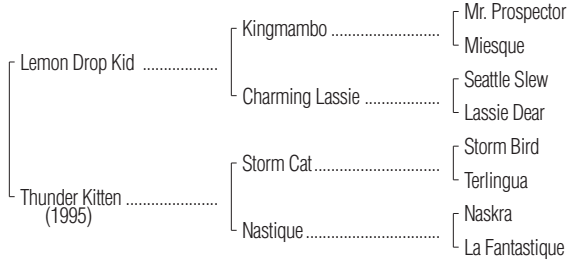 Mr. Prospector
Kingmambo ....................
Miesque
Lemon Drop Kid ..................
Seattle Slew
Charming Lassie ..................
Lassie Dear
Storm Bird
Storm Cat..............................
Terlingua
Thunder Kitten ......................
(1995)
Naskra
Nastique ................................
La Fantastique